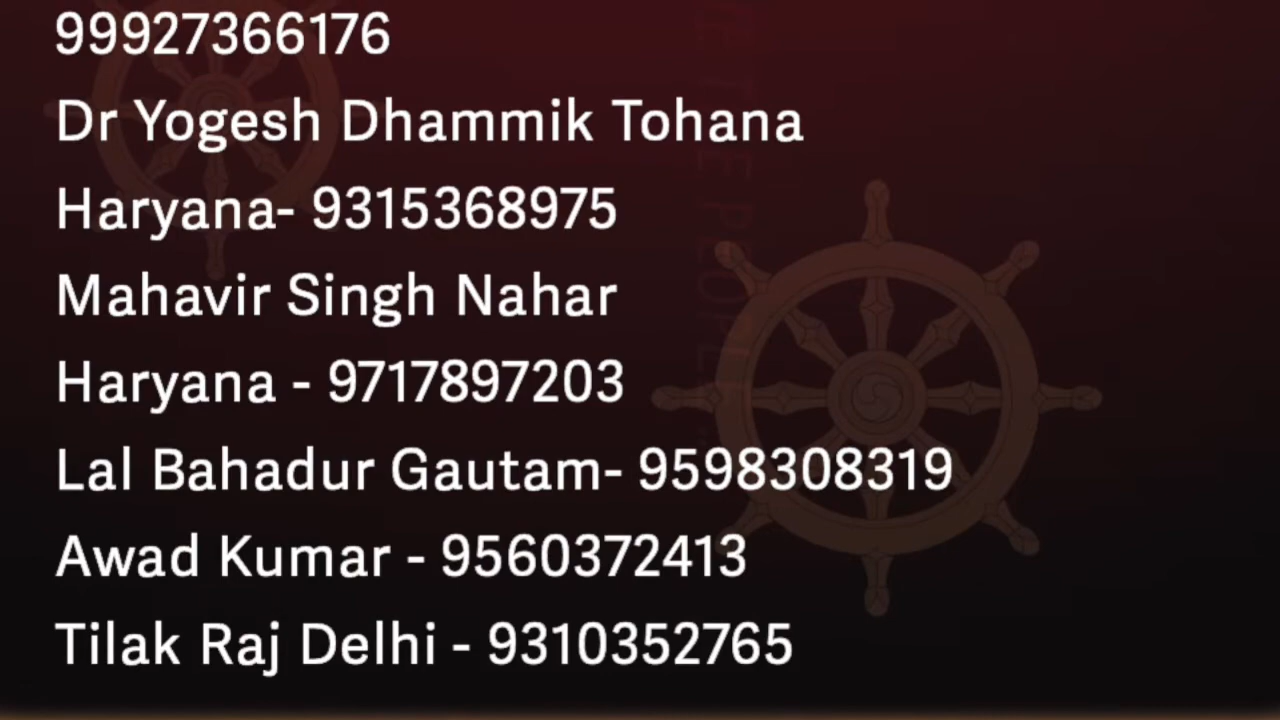 99927366176
Dr Yogesh Dhammik Tohana
Haryana- 9315368975
Mahavir Singh Nahar
Haryana - 9717897203
Lal Bahadur Gautam- 9598308319
Awad Kumar - 9560372413
Tilak Raj Delhi - 9310352765